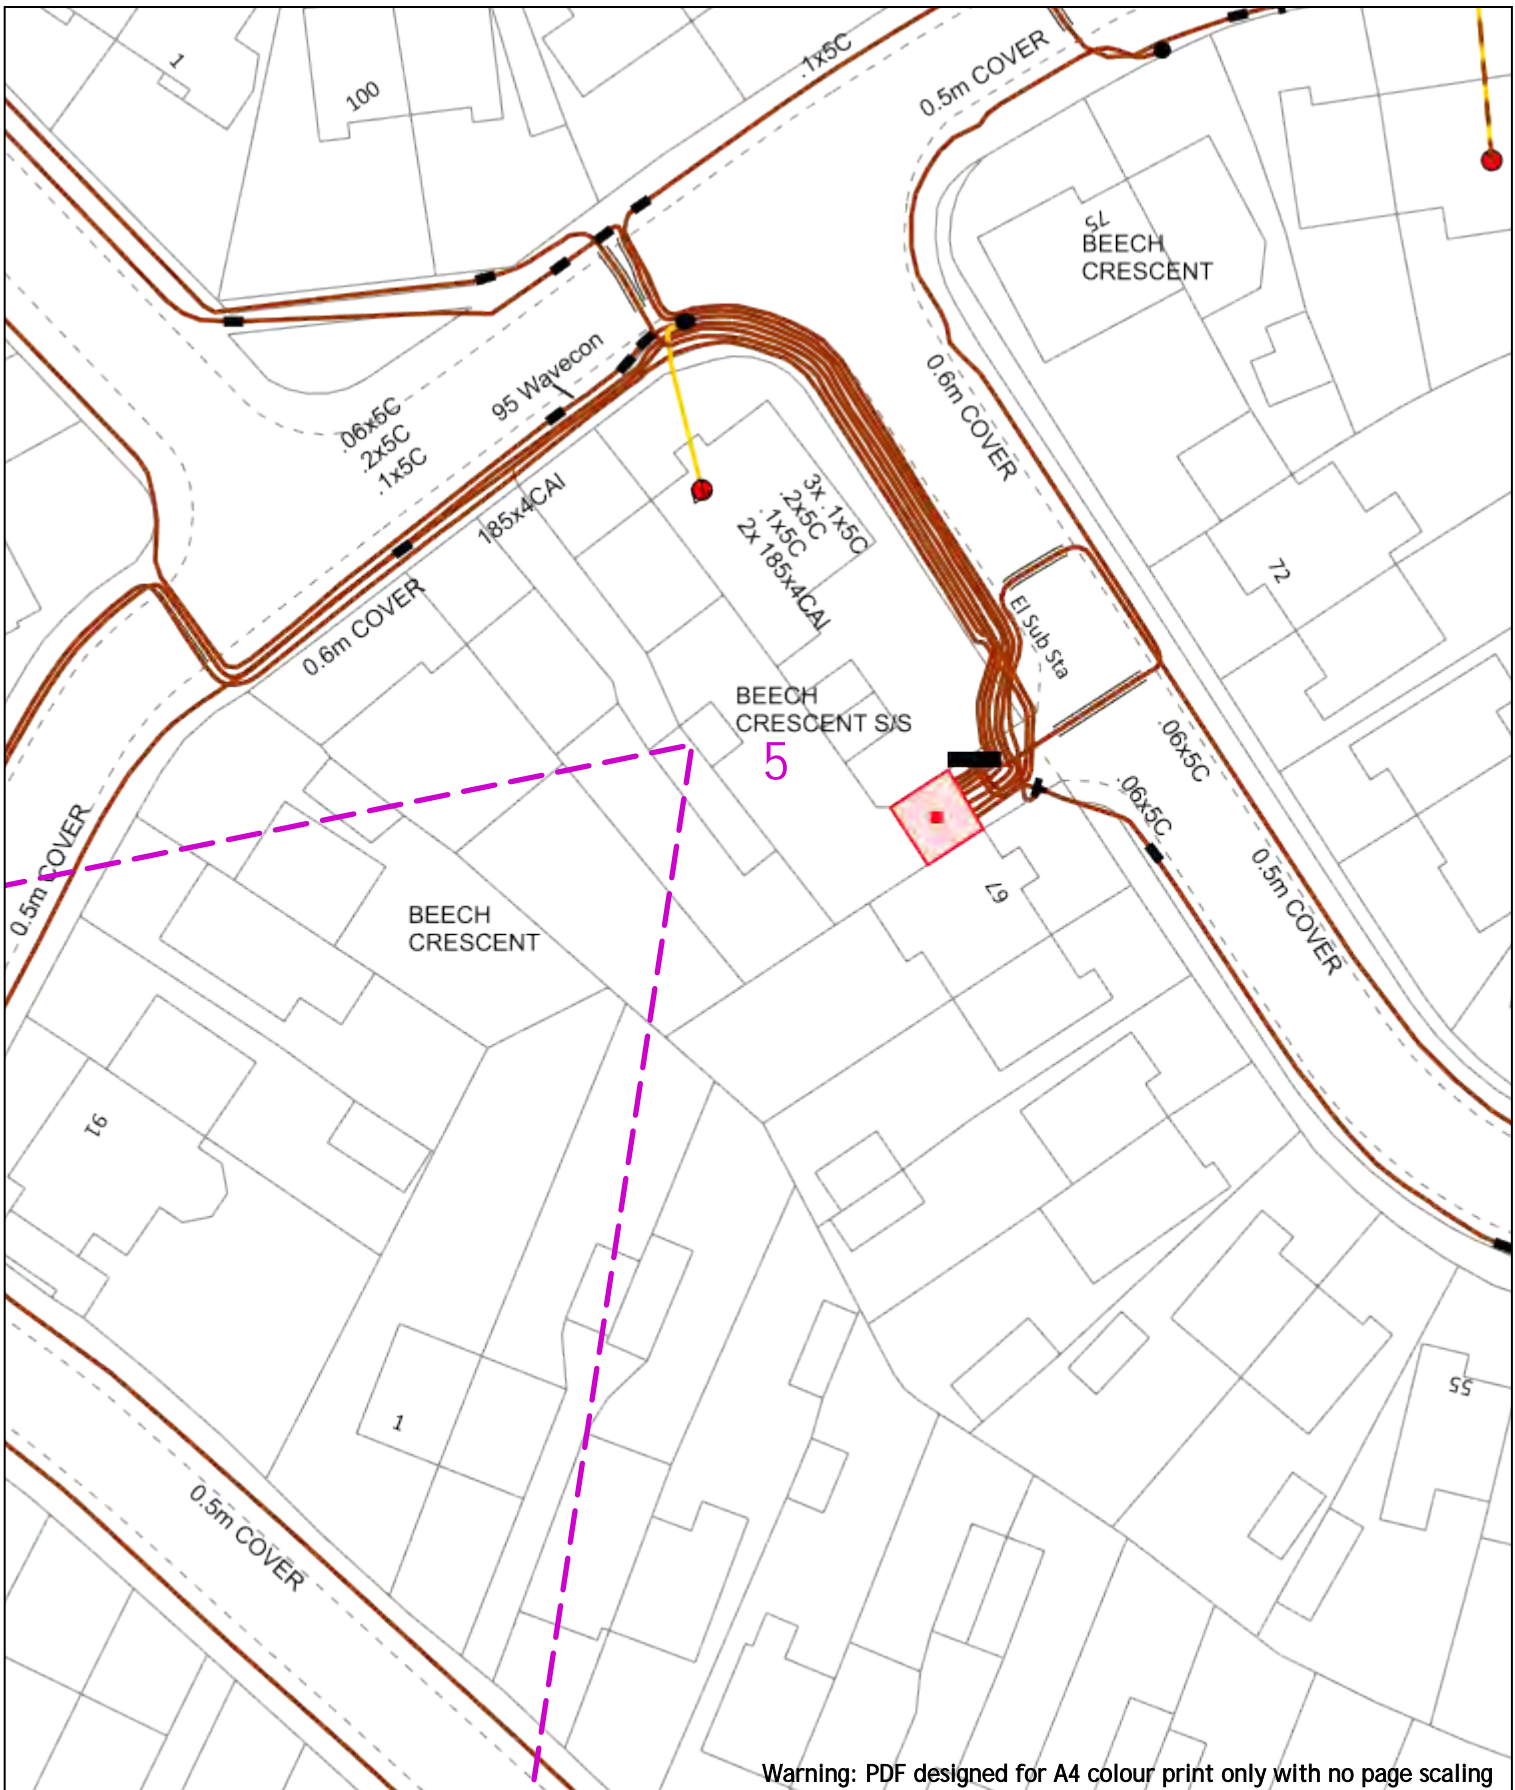 1
100
.1x5C
0.5m COVER
75
BEECH
CRESCENT
95 Wavecon
.06x5C
.2x5C
.1x5C
0.6m COVER
185x4CAI
3x .1x5C
.2x5C
.1x5C
2x 185x4CAI
72
El Sub Sta
0.6m COVER
BEECH
CRESCENT S/S
5
.06x5C
.06x5C
0.5m COVER
67
0.5m COVER
BEECH
CRESCENT
91
1
55
0.5m COVER
Warning: PDF designed for A4 colour print only with no page scaling